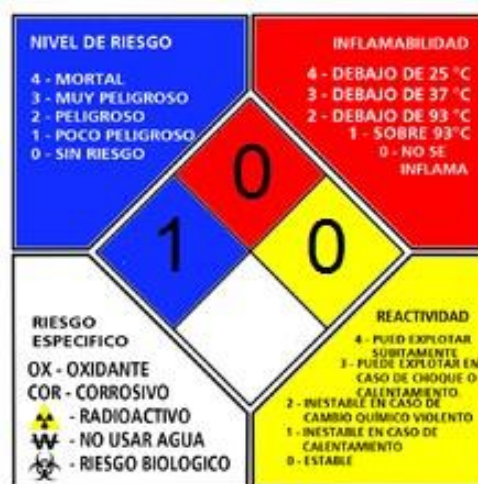 NIVEL DE RIESGO
4 - MORTAL
3 - MUY PELIGROSO
2 - PELIGROSO
1 - POCO PELIGROSO
0 - SIN RIESGO
INFLAMABILIDAD
4 - DEBAJO DE 25 °C
3 - DEBAJO DE 37 °C
2 - DEBAJO DE 93 °C
1 - SOBRE 93°C
0 - NO SE
INFLAMA
0
1
0
RIESGO
ESPECIFICO
OX - OXIDANTE
COR - CORROSIVO
- RADIOACTIVO
W - NO USAR AGUA
- RIESGO BIOLOGICO
REACTIVIDAD
4 - PUED EXPLOTAR
SÚBITAMENTE
3 - PUEDE EXPLOTAR EN
CASO DE CHOQUE O
CALENTAMIENTO.
2 - INESTABLE EN CASO DE
CAMBIO QUÍMICO VIOLENTO
1 - INESTABLE EN CASO DE
CALENTAMIENTO
0 - ESTABLE